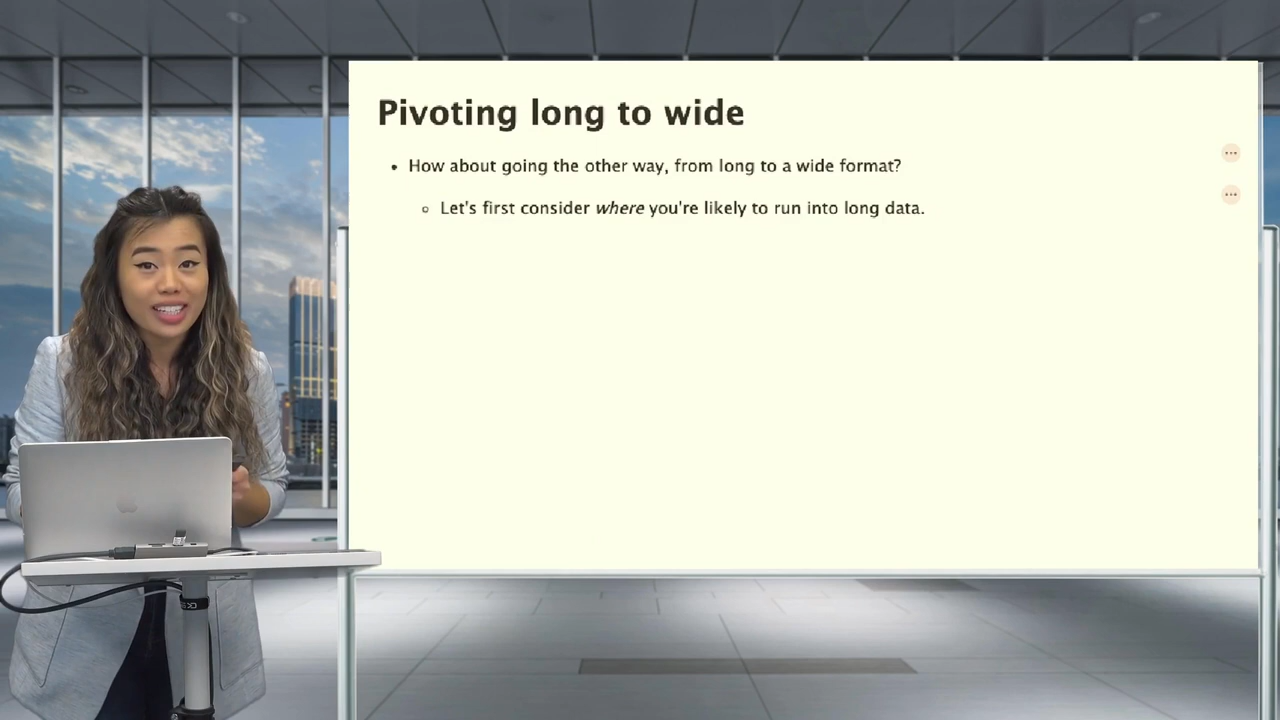 Pivoting long to wide
• How about going the other way, from long to a wide format?
◦ Let's first consider where you're likely to run into long data.